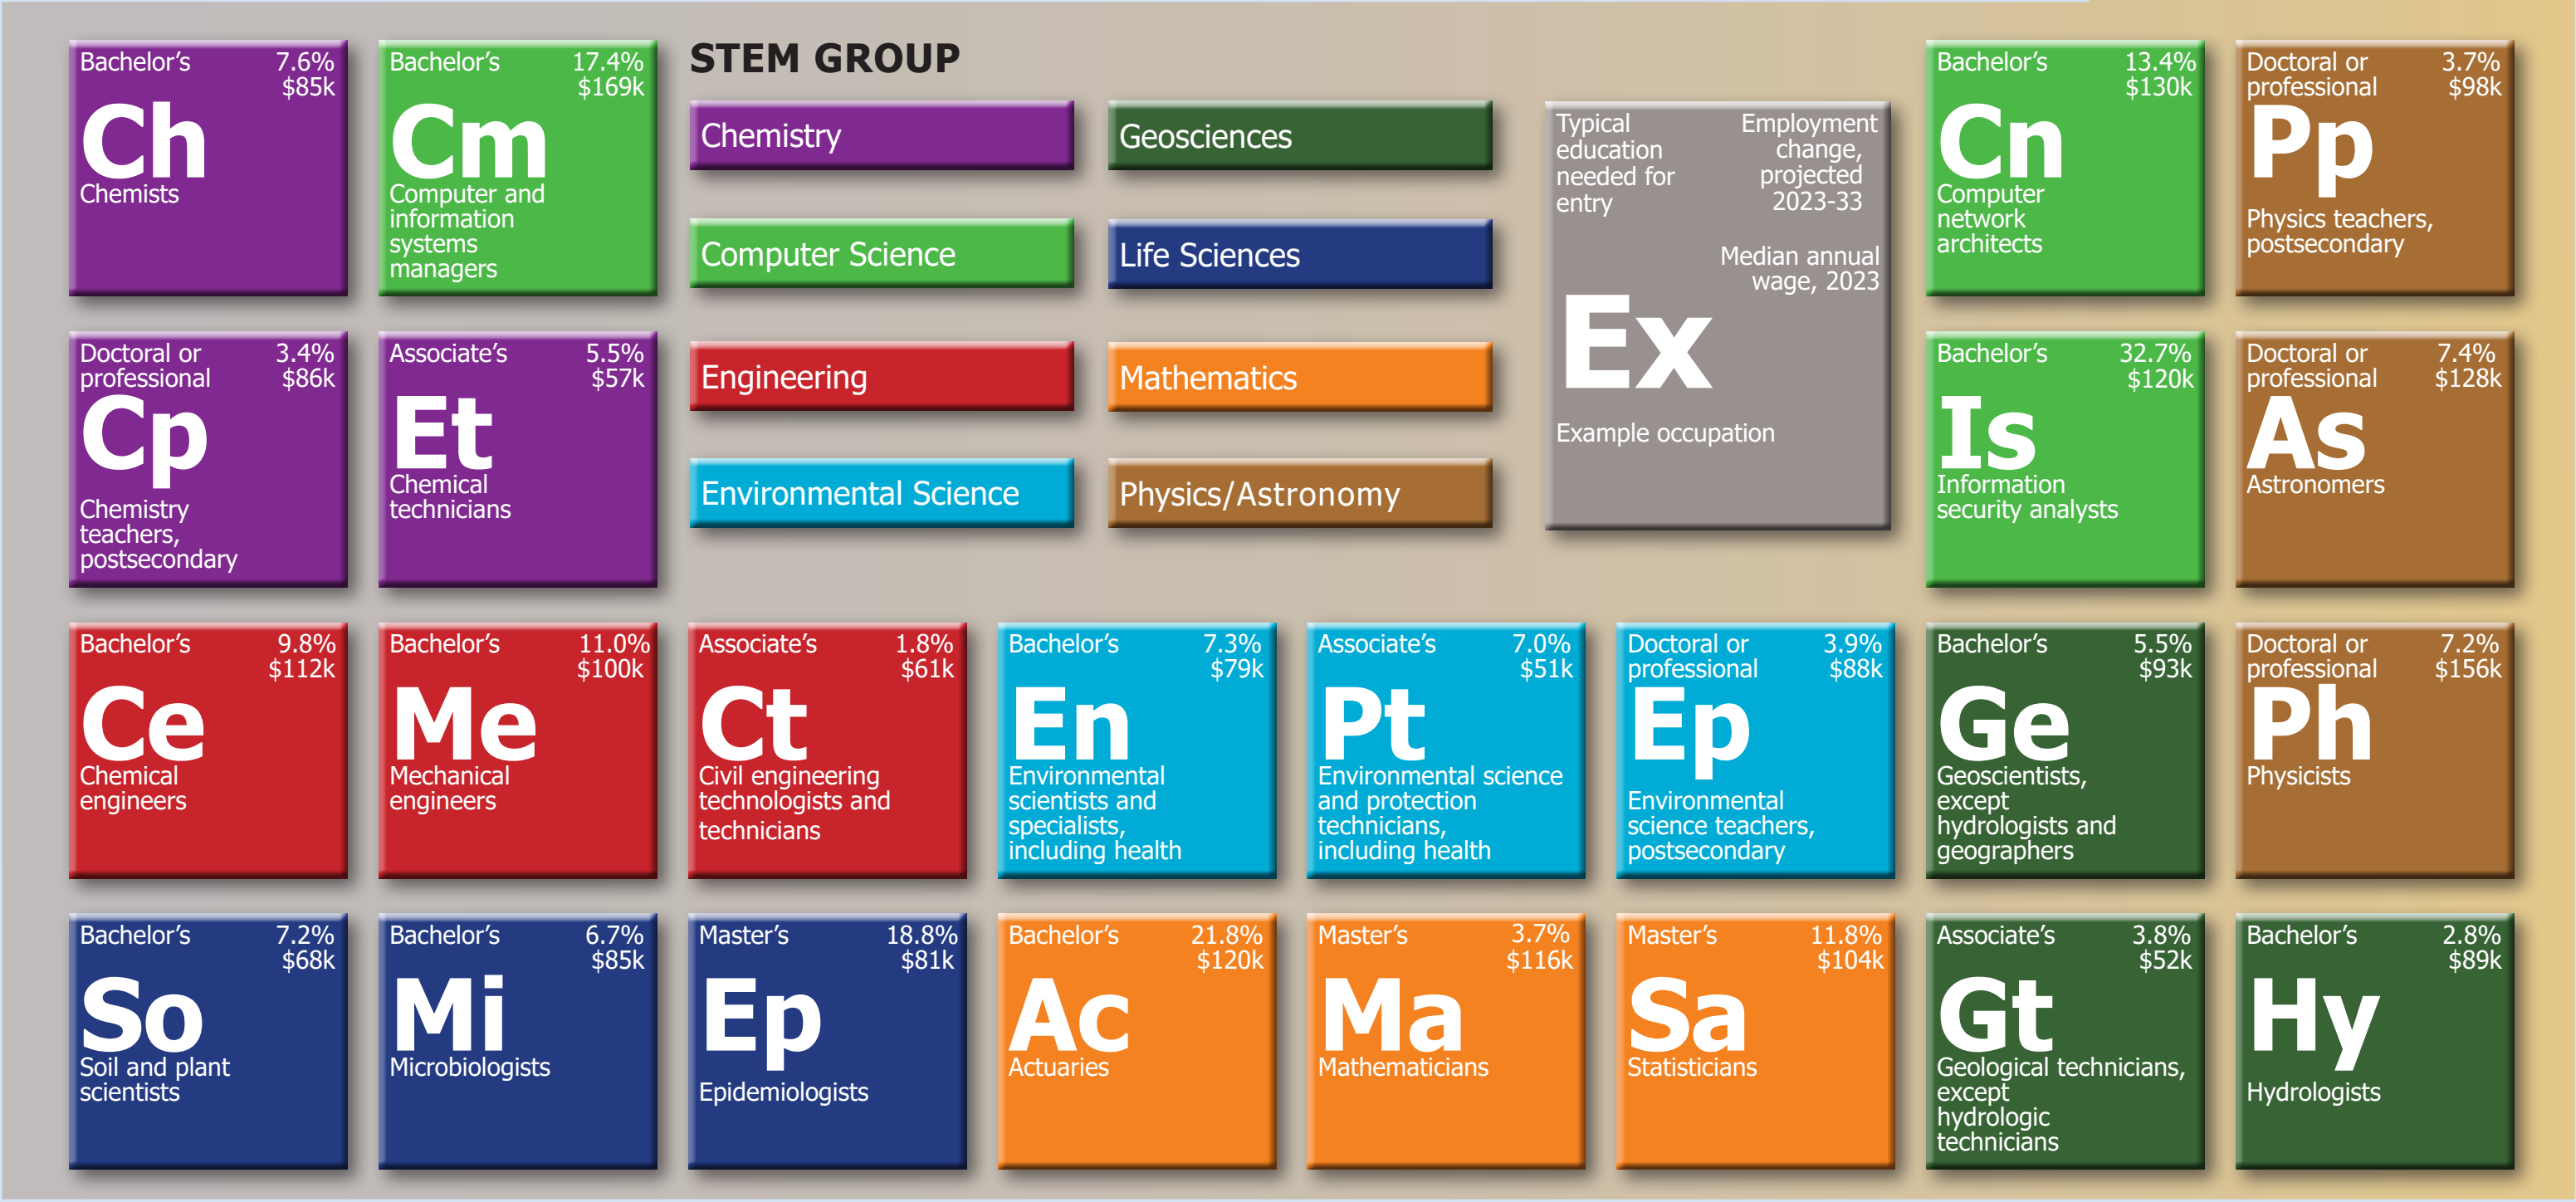 Bachelor's 7.6%
$85k
Ch
Chemists
Bachelor's 17.4%
$169k
Cm
Computer and
information
systems
managers
STEM GROUP
Chemistry
Geosciences
Computer Science
Life Sciences
Engineering
Mathematics
Environmental Science
Physics/Astronomy
Typical
education
needed for
entry
Employment
change,
projected
2023-33
Median annual
wage, 2023
Ex
Example occupation
Bachelor's 13.4%
$130k
Cn
Computer
network
architects
Doctoral or 3.7%
professional $98k
Pp
Physics teachers,
postsecondary
Doctoral or 3.4%
professional $86k
Cp
Chemistry
teachers,
postsecondary
Associate's 5.5%
$57k
Et
Chemical
technicians
Bachelor's 32.7%
$120k
Is
Information
security analysts
Doctoral or 7.4%
professional $128k
As
Astronomers
Bachelor's 9.8%
$112k
Ce
Chemical
engineers
Bachelor's 11.0%
$100k
Me
Mechanical
engineers
Associate's 1.8%
$61k
Ct
Civil engineering
technologists and
technicians
Bachelor's 7.3%
$79k
En
Environmental
scientists and
specialists,
including health
Associate's 7.0%
$51k
Pt
Environmental science
and protection
technicians,
including health
Doctoral or 3.9%
professional $88k
Ep
Environmental
science teachers,
postsecondary
Bachelor's 5.5%
$93k
Ge
Geoscientists,
except
hydrologists and
geographers
Doctoral or 7.2%
professional $156k
Ph
Physicists
Bachelor's 7.2%
$68k
So
Soil and plant
scientists
Bachelor's 6.7%
$85k
Mi
Microbiologists
Master's 18.8%
$81k
Ep
Epidemiologists
Bachelor's 21.8%
$120k
Ac
Actuaries
Master's 3.7%
$116k
Ma
Mathematicians
Master's 11.8%
$104k
Sa
Statisticians
Associate's 3.8%
$52k
Gt
Geological technicians,
except
hydrologic
technicians
Bachelor's 2.8%
$89k
Hy
Hydrologists